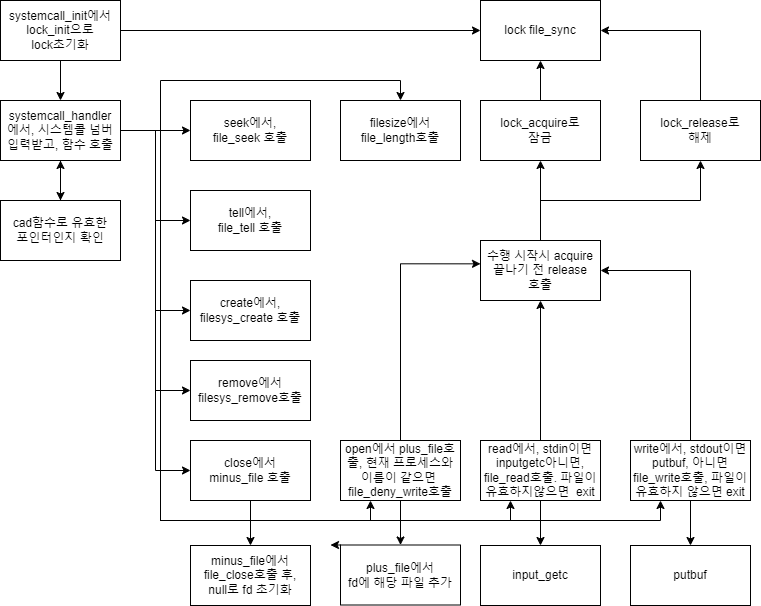 systemcall_init에서
lock_init으로
lock초기화
lock file_sync
systemcall_handler
에서, 시스템콜 넘버
입력받고, 함수 호출
seek에서,
file_seek 호출
filesize에서
file_length호출
lock_acquire로
잠금
lock_release로
해제
cad함수로 유효한
포인터인지 확인
tell에서,
file_tell 호출
수행 시작시 acquire
끝나기 전 release
호출
create에서,
filesys_create 호출
remove에서
filesys_remove호출
close에서
minus_file 호출
open에서 plus_file호
출, 현재 프로세스와
이름이 같으면
file_deny_write호출
read에서, stdin이면
inputgetc아니면,
file_read호출. 파일이
유효하지않으면 exit
write에서, stdout이면
putbuf, 아니면
file_write호출, 파일이
유효하지 않으면 exit
minus_file에서
file_close호출 후,
null로 fd 초기화
plus_file에서
fd에 해당 파일 추가
input_getc
putbuf